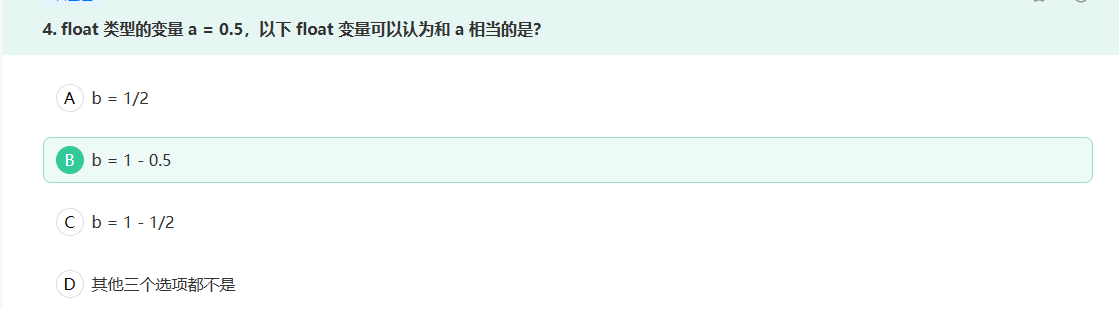 4. float 类型的变量 a = 0.5，以下 float 变量可以认为和 a 相当的是？
A b = 1/2
B b = 1 - 0.5
C b = 1 - 1/2
D 其他三个选项都不是